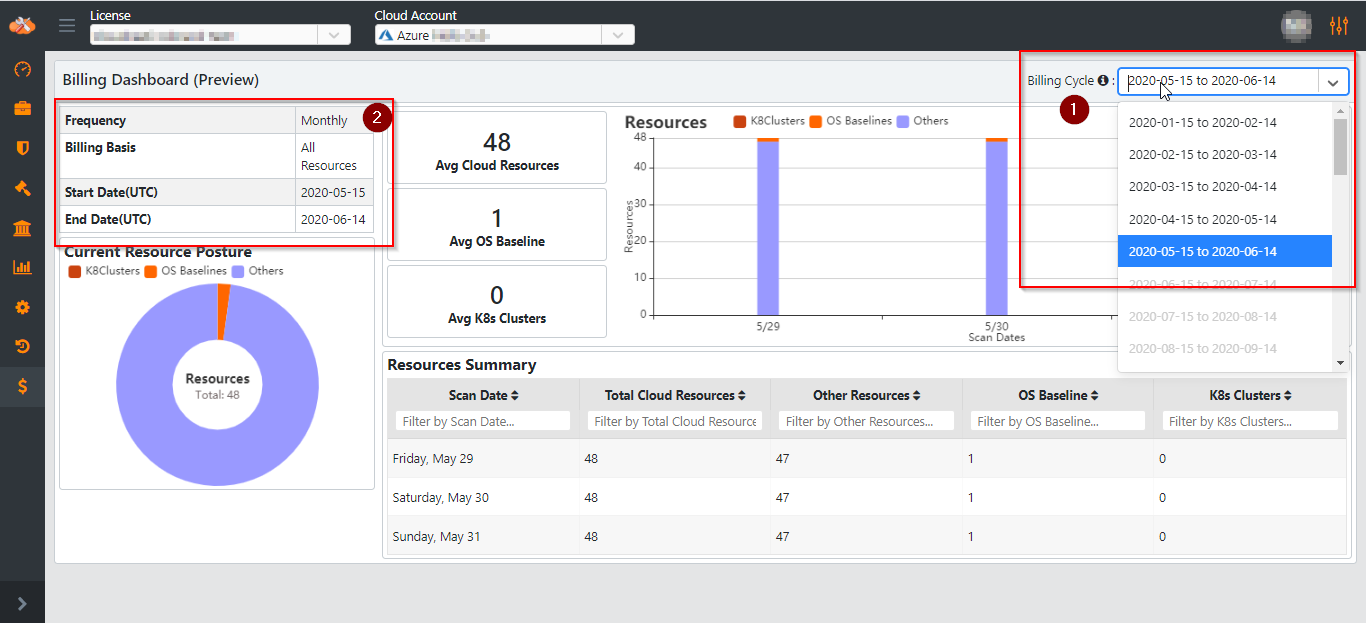 License
Cloud Account
Azure
Billing Dashboard (Preview)
Billing Cycle :
2020-05-15 to 2020-06-14
1
2020-01-15 to 2020-02-14
2020-02-15 to 2020-03-14
2020-03-15 to 2020-04-14
2020-04-15 to 2020-05-14
2020-05-15 to 2020-06-14
2020-06-15 to 2020-07-14
2020-07-15 to 2020-08-14
2020-08-15 to 2020-09-14
2
Frequency Monthly
Billing Basis All
Resources
Start Date(UTC) 2020-05-15
End Date(UTC) 2020-06-14
Current Resource Posture
K8Clusters OS Baselines Others
Resources
Total: 48
48
Avg Cloud Resources
1
Avg OS Baseline
0
Avg K8s Clusters
Resources K8Clusters OS Baselines Others
48
40
30
20
10
0
Resources
5/29 5/30
Scan Dates
Resources Summary
Scan Date Total Cloud Resources Other Resources OS Baseline K8s Clusters
Filter by Scan Date... Filter by Total Cloud Resource Filter by Other Resources... Filter by OS Baseline... Filter by K8s Clusters...
Friday, May 29 48 47 1 0
Saturday, May 30 48 47 1 0
Sunday, May 31 48 47 1 0